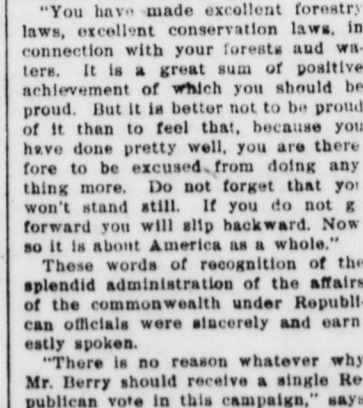 "You have made excellent forestry
laws, excellent conservation laws, in
connection with your forests and wa-
ters. It is a great sum of positive
achievement of which you should be
proud. But it is better not to be proud
of it than to feel that, because you
have done pretty well, you are there
fore to be excused from doing any
thing more. Do not forget that yo
won't stand still. If you do not g
forward you will slip backward. Now
so it is about America as a whole."
These words of recognition of the
splendid administration of the affairs
of the commonwealth under Republi-
can officials were sincerely and earn
estly spoken.
"There is no reason whatever why
Mr. Berry should receive a single Re
publican vote in this campaign," says